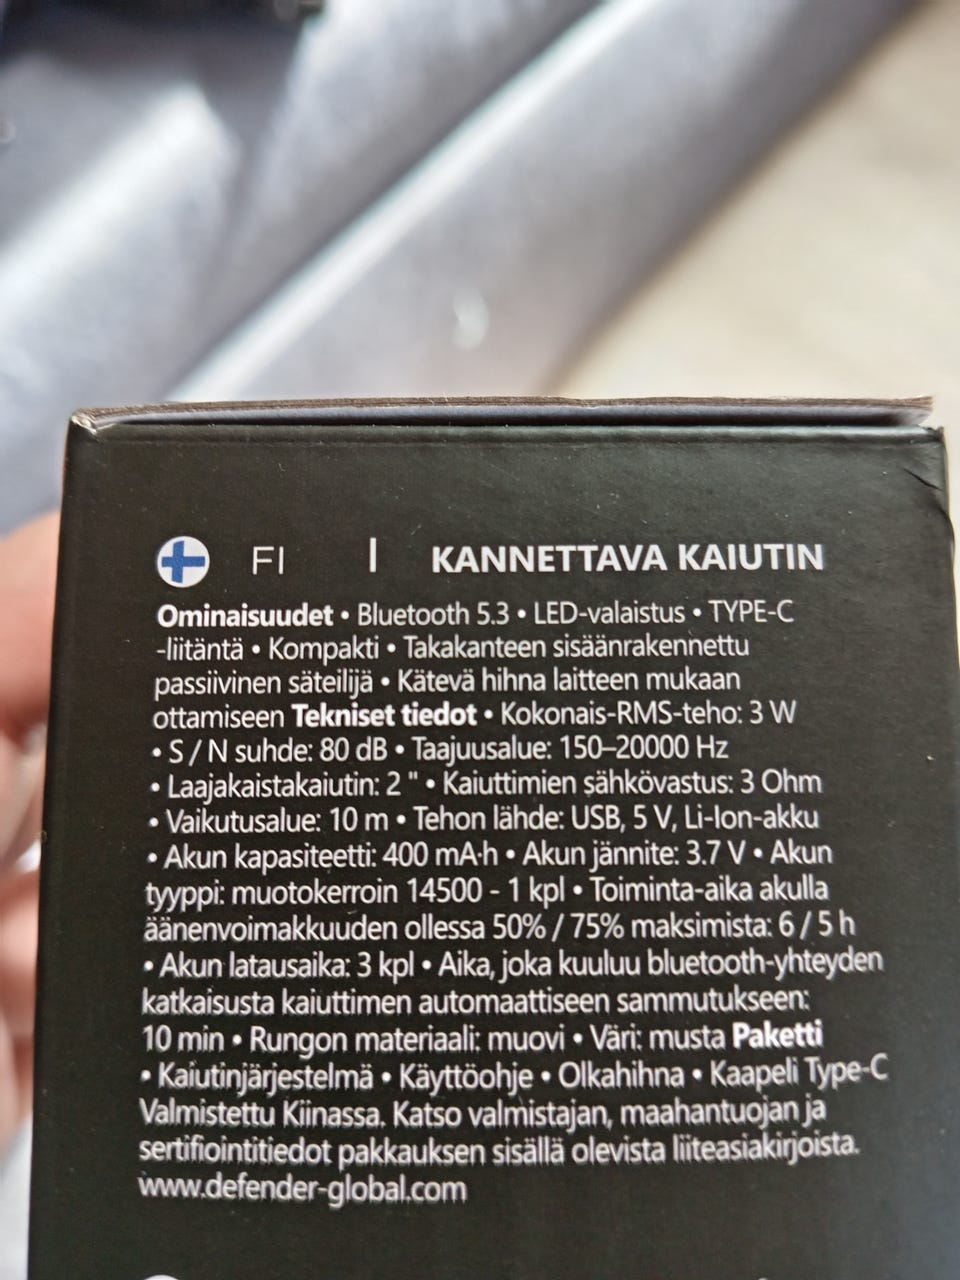 FI | KANNETTAVA KAIUTIN
Ominaisuudet • Bluetooth 5.3 • LED-valaistus • TYPE-C
-liitäntä • Kompakti • Takakanteen sisäänrakennettu
passiivinen säteilijä • Kätevä hihna laitteen mukaan
ottamiseen Tekniset tiedot • Kokonais-RMS-teho: 3 W
• S / N suhde: 80 dB • Taajuusalue: 150–20000 Hz
• Laajakaistakaiutin: 2 " • Kaiuttimien sähkövastus: 3 Ohm
• Vaikutusalue: 10 m • Tehon lähde: USB, 5 V, Li-Ion-akku
• Akun kapasiteetti: 400 mA·h • Akun jännite: 3.7 V • Akun
tyyppi: muotokerroin 14500 - 1 kpl • Toiminta-aika akulla
äänenvoimakkuuden ollessa 50% / 75% maksimista: 6 / 5 h
• Akun latausaika: 3 kpl • Aika, joka kuuluu bluetooth-yhteyden
katkaisusta kaiuttimen automaattiseen sammutukseen:
10 min • Rungon materiaali: muovi • Väri: musta Paketti
• Kaiutinjärjestelmä • Käyttöohje • Olkahihna • Kaapeli Type-C
Valmistettu Kiinassa. Katso valmistajan, maahantuojan ja
sertifiointitiedot pakkauksen sisällä olevista liiteasiakirjoista.
www.defender-global.com